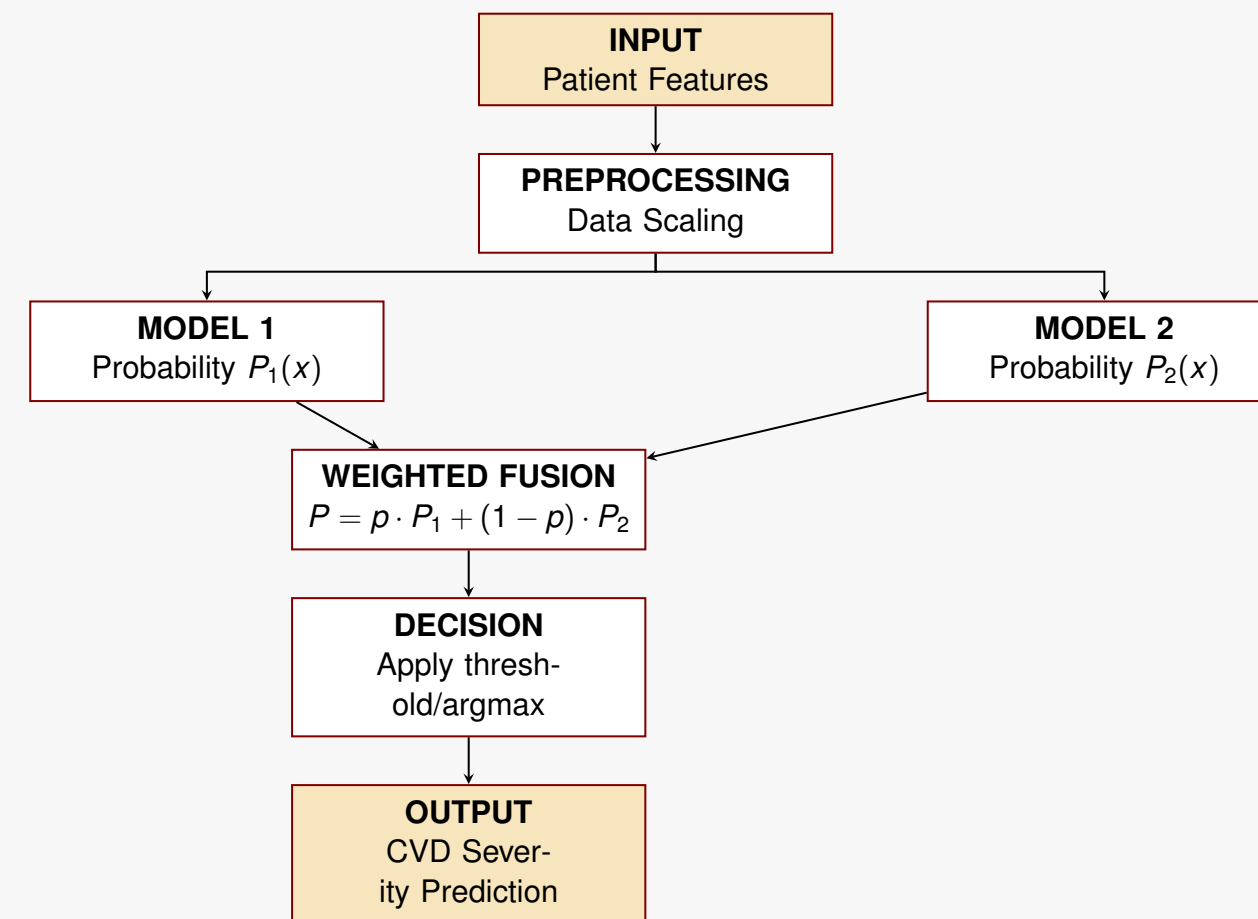 INPUT
Patient Features
PREPROCESSING
Data Scaling
MODEL 1
Probability P₁(x)
MODEL 2
Probability P₂(x)
WEIGHTED FUSION
P = p · P₁ + (1 − p) · P₂
DECISION
Apply thresh-
old/argmax
OUTPUT
CVD Sever-
ity Prediction